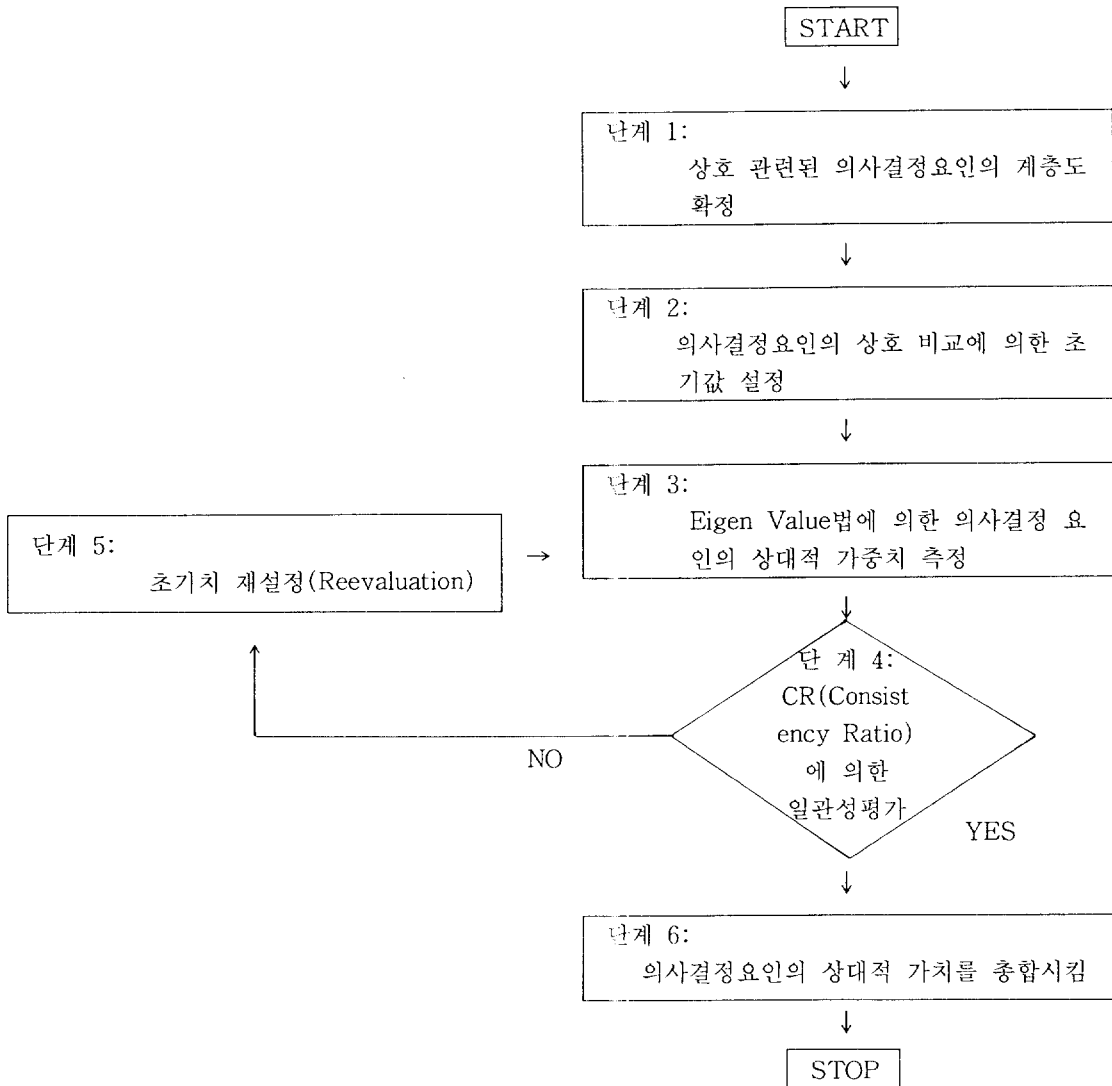 START
단계 1:
상호 관련된 의사결정요인의 계층도
확정
단계 2:
의사결정요인의 상호 비교에 의한 초
기값 설정
단계 3:
Eigen Value법에 의한 의사결정 요
인의 상대적 가중치 측정
단계 5:
초기치 재설정(Reevaluation)
단 계 4:
CR(Consist
ency Ratio)
에 의한
일관성평가
NO
YES
단계 6:
의사결정요인의 상대적 가치를 종합시킴
STOP